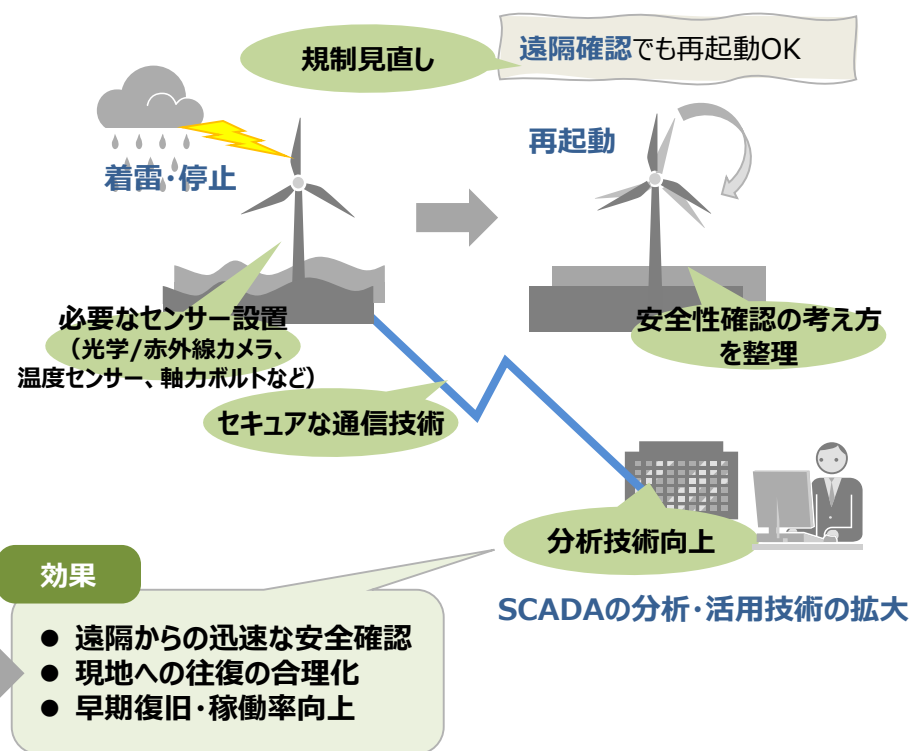 規制見直し
遠隔確認でも再起動OK
着雷・停止
再起動
必要なセンサー設置
（光学/赤外線カメラ、
温度センサー、軸力ボルトなど）
安全性確認の考え方
を整理
セキュアな通信技術
分析技術向上
SCADAの分析・活用技術の拡大
効果
● 遠隔からの迅速な安全確認
● 現地への往復の合理化
● 早期復旧・稼働率向上